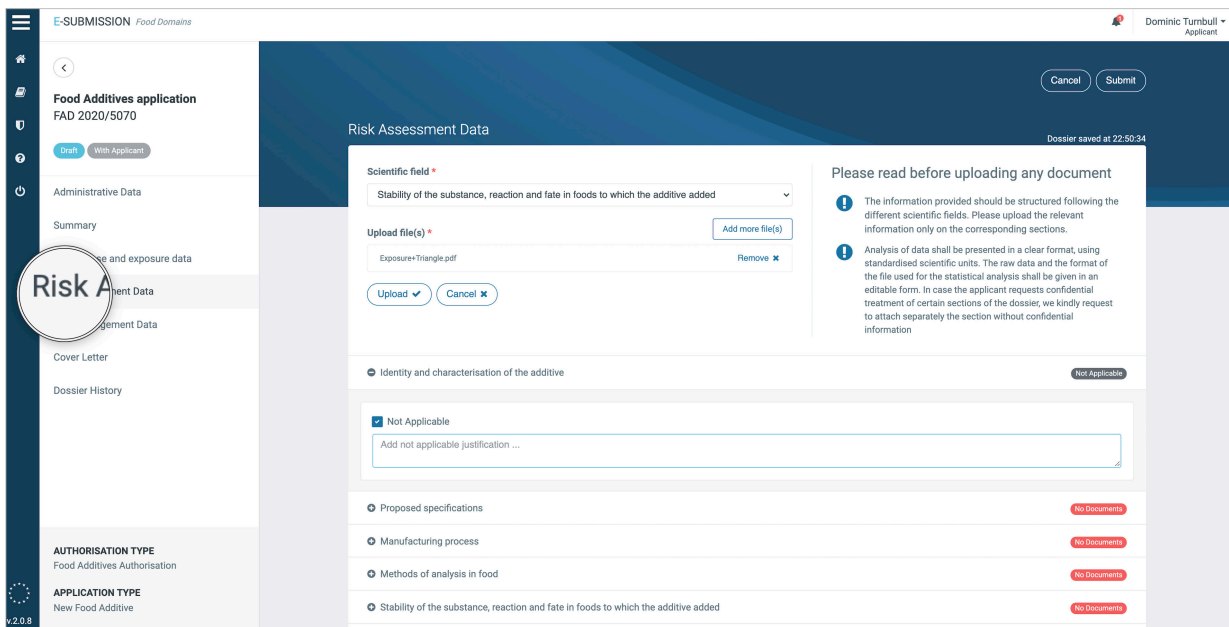 E-SUBMISSION Food Domains
Dominic Turnbull
Applicant
Food Additives application
FAD 2020/5070
Draft
With Applicant
Administrative Data
Summary
se and exposure data
Risk A
ment Data
gement Data
Cover Letter
Dossier History
AUTHORISATION TYPE
Food Additives Authorisation
APPLICATION TYPE
New Food Additive
v.2.0.8
Cancel
Submit
Risk Assessment Data
Dossier saved at 22:50:34
Scientific field *
Stability of the substance, reaction and fate in foods to which the additive added
Upload file(s) *
Add more file(s)
Exposure+Triangle.pdf
Remove ✖
Upload ✔
Cancel ✖
Please read before uploading any document
The information provided should be structured following the
different scientific fields. Please upload the relevant
information only on the corresponding sections.
Analysis of data shall be presented in a clear format, using
standardised scientific units. The raw data and the format of
the file used for the statistical analysis shall be given in an
editable form. In case the applicant requests confidential
treatment of certain sections of the dossier, we kindly request
to attach separately the section without confidential
information
Identity and characterisation of the additive
Not Applicable
Not Applicable
Add not applicable justification ...
Proposed specifications
No Documents
Manufacturing process
No Documents
Methods of analysis in food
No Documents
Stability of the substance, reaction and fate in foods to which the additive added
No Documents